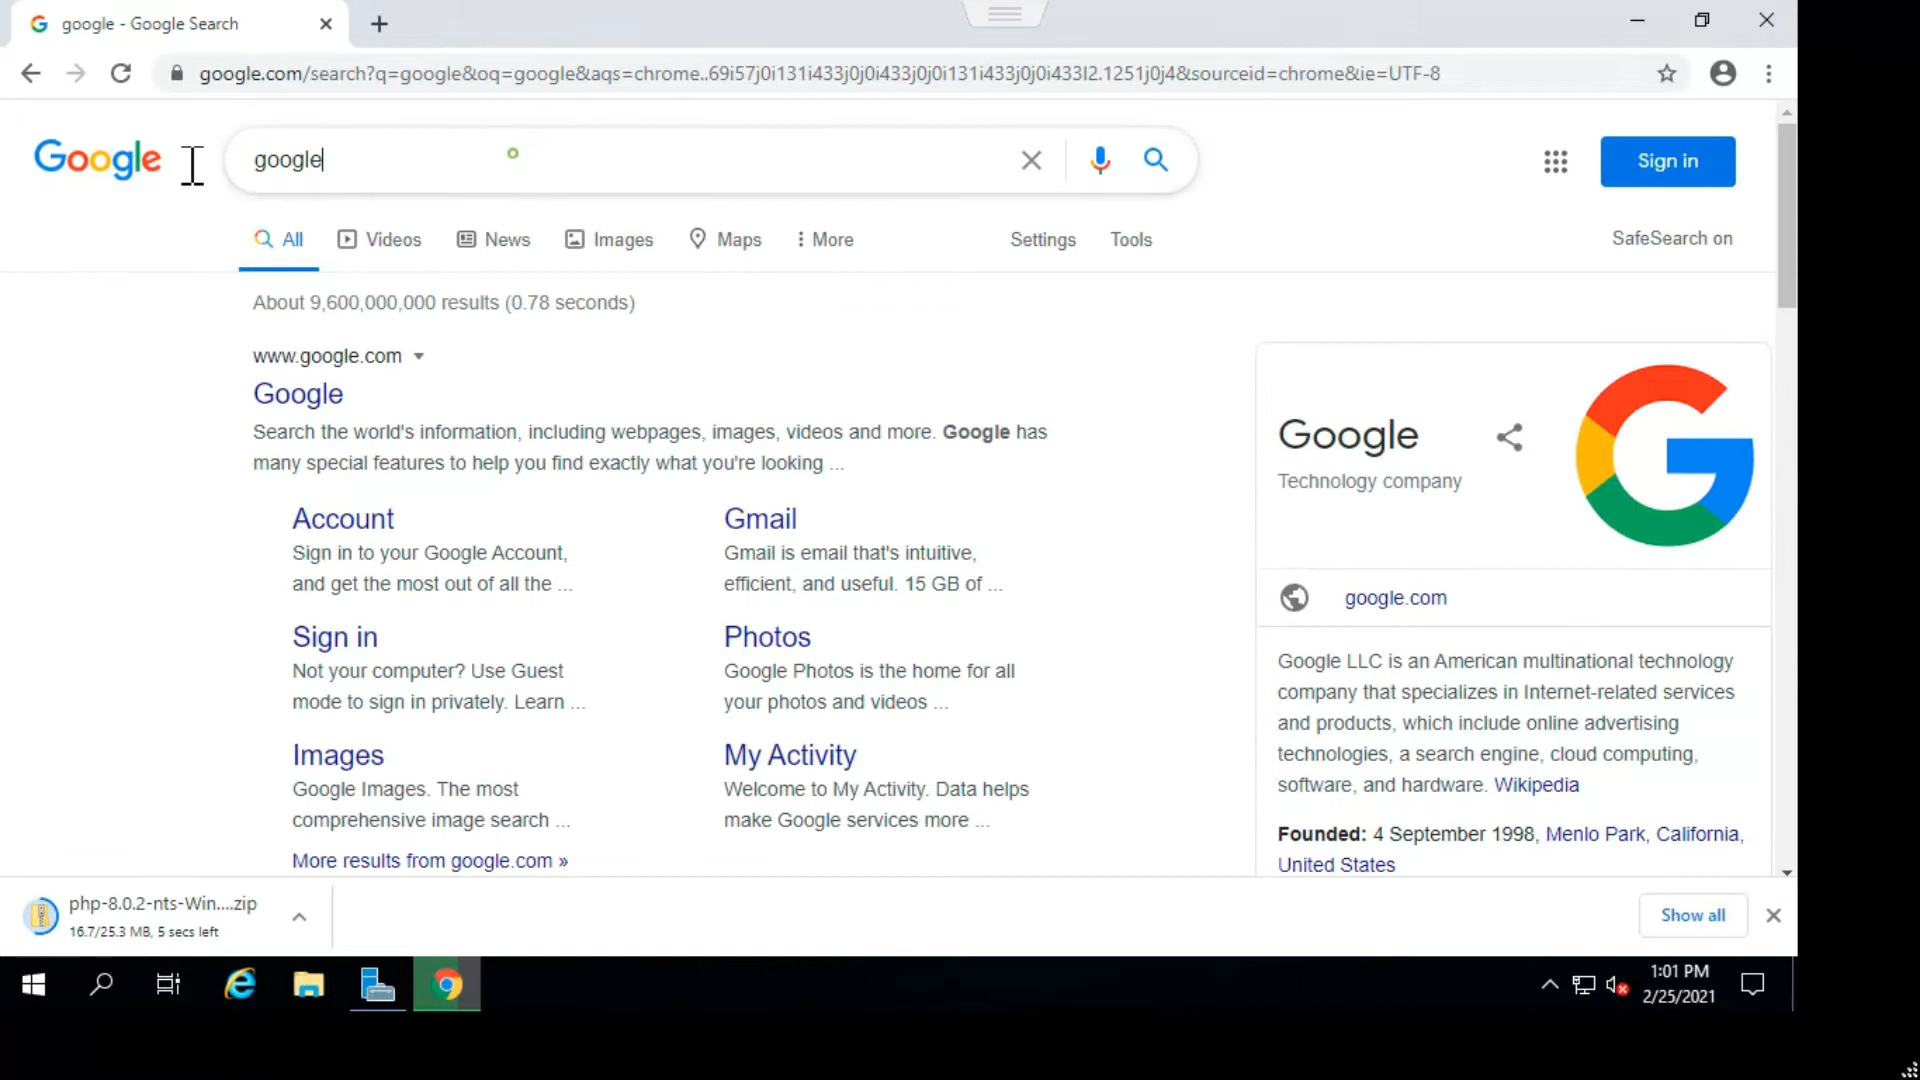 google - Google Search
google.com/search?q=google&oq=google&aqs=chrome..69i57j0i131i433j0j0i433j0j0i131i433j0j0i433l2.1251j0j4&sourceid=chrome&ie=UTF-8
Google
google
Sign in
All
Videos
News
Images
Maps
More
Settings
Tools
SafeSearch on
About 9,600,000,000 results (0.78 seconds)
www.google.com
Google
Search the world's information, including webpages, images, videos and more. Google has
many special features to help you find exactly what you're looking ...
Account
Sign in to your Google Account,
and get the most out of all the ...
Gmail
Gmail is email that's intuitive,
efficient, and useful. 15 GB of ...
Sign in
Not your computer? Use Guest
mode to sign in privately. Learn ...
Photos
Google Photos is the home for all
your photos and videos ...
Images
Google Images. The most
comprehensive image search ...
My Activity
Welcome to My Activity. Data helps
make Google services more ...
More results from google.com »
Google
Technology company
google.com
Google LLC is an American multinational technology
company that specializes in Internet-related services
and products, which include online advertising
technologies, a search engine, cloud computing,
software, and hardware. Wikipedia
Founded: 4 September 1998, Menlo Park, California,
United States
php-8.0.2-nts-Win....zip
16.7/25.3 MB, 5 secs left
Show all
1:01 PM
2/25/2021